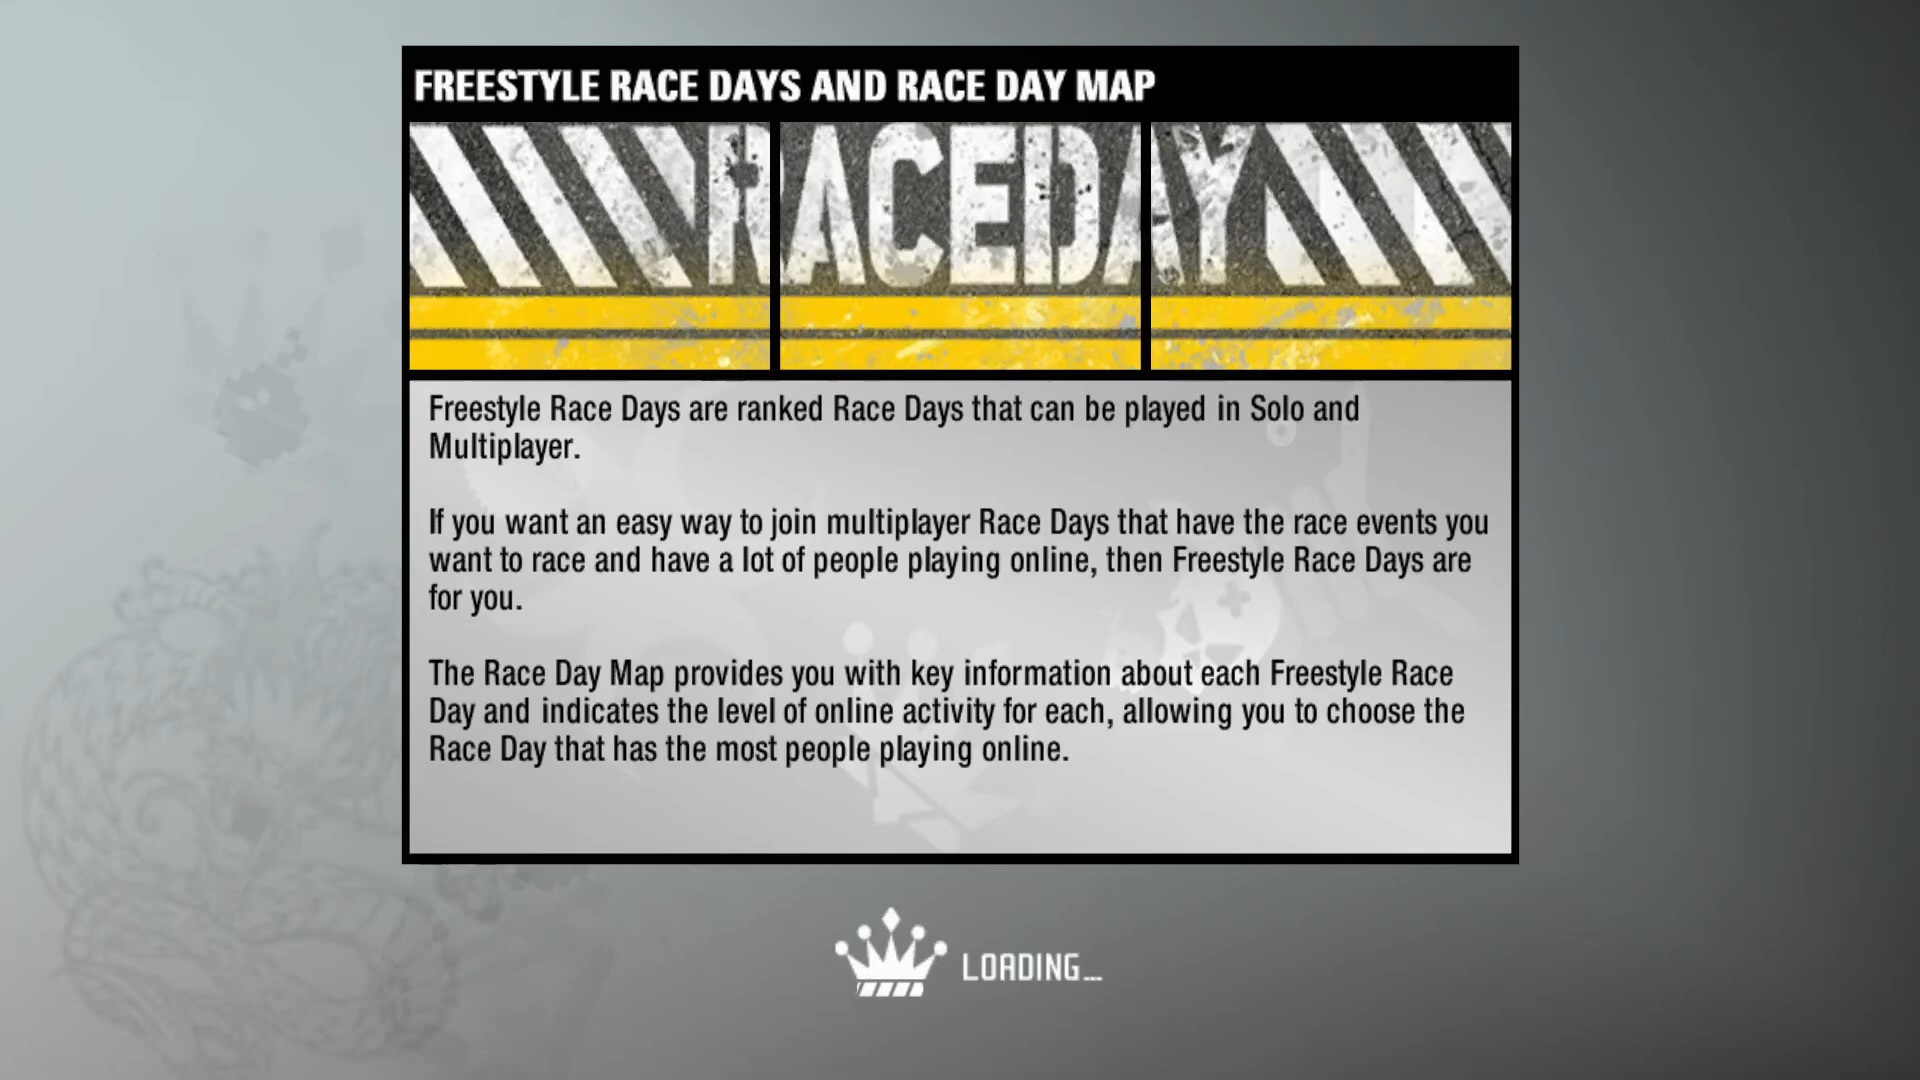 FREESTYLE RACE DAYS AND RACE DAY MAP
RACEDAY
Freestyle Race Days are ranked Race Days that can be played in Solo and
Multiplayer.
If you want an easy way to join multiplayer Race Days that have the race events you
want to race and have a lot of people playing online, then Freestyle Race Days are
for you.
The Race Day Map provides you with key information about each Freestyle Race
Day and indicates the level of online activity for each, allowing you to choose the
Race Day that has the most people playing online.
LOADING...